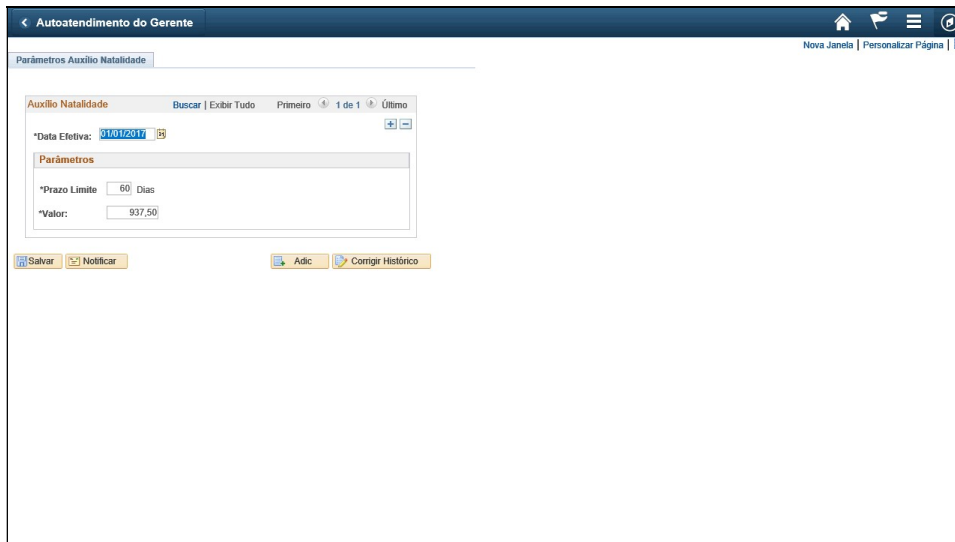 Autoatendimento do Gerente
Nova Janela | Personalizar Página |
Parâmetros Auxílio Natalidade
Auxílio Natalidade Buscar | Exibir Tudo Primeiro 1 de 1 Último
*Data Efetiva: 01/01/2017
Parâmetros
*Prazo Limite 60 Dias
*Valor: 937,50
Salvar Notificar Adic Corrigir Histórico